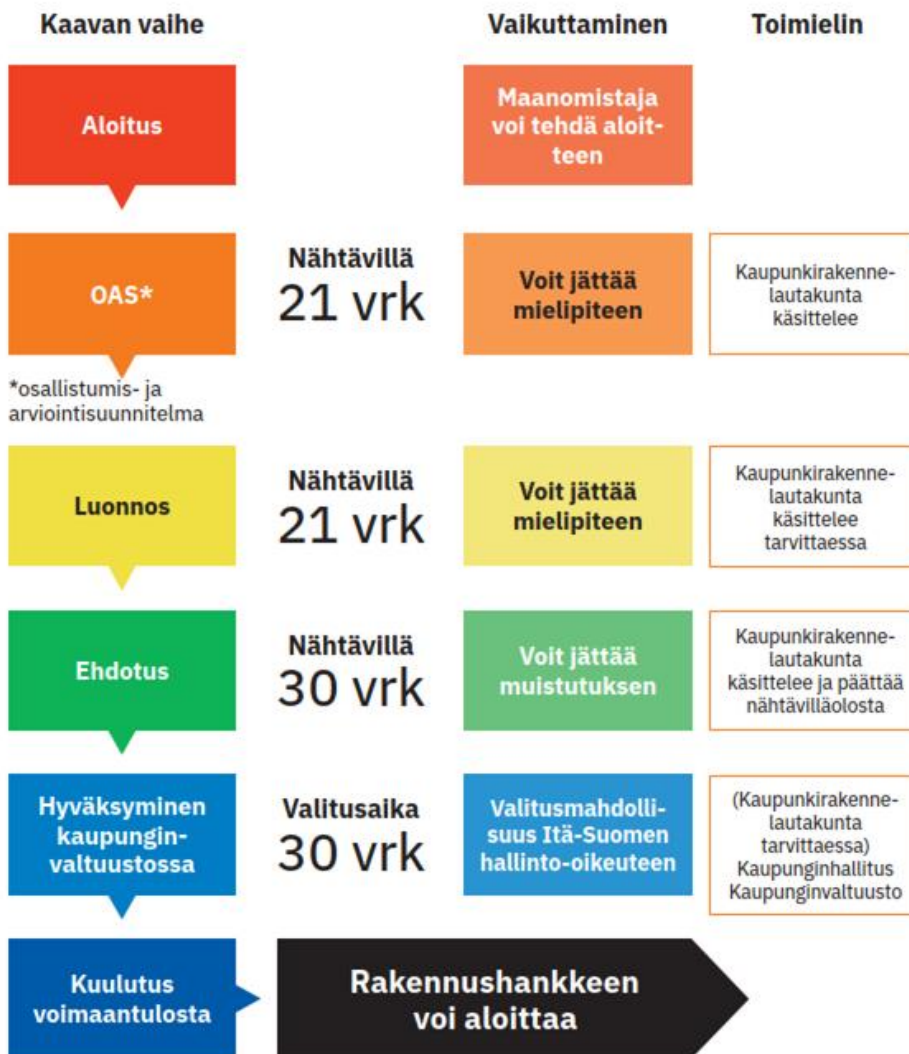 Kaavan vaihe
Vaikuttaminen
Toimielin
Aloitus
Maanomistaja
voi tehdä aloit-
teen
OAS*
Nähtävillä
21 vrk
Voit jättää
mielipiteen
Kaupunkirakenne-
lautakunta
käsittelee
*osallistumis- ja
arviointisuunnitelma
Luonnos
Nähtävillä
21 vrk
Voit jättää
mielipiteen
Kaupunkirakenne-
lautakunta
käsittelee
tarvittaessa
Ehdotus
Nähtävillä
30 vrk
Voit jättää
muistutuksen
Kaupunkirakenne-
lautakunta
käsittelee ja päättää
nähtävilläolosta
Hyväksyminen
kaupungin-
valtuustossa
Valitusaika
30 vrk
Valitusmahdolli-
suus Itä-Suomen
hallinto-oikeuteen
(Kaupunkirakenne-
lautakunta
tarvittaessa)
Kaupunginhallitus
Kaupunginvaltuusto
Kuulutus
voimaantulosta
Rakennushankkeen
voi aloittaa